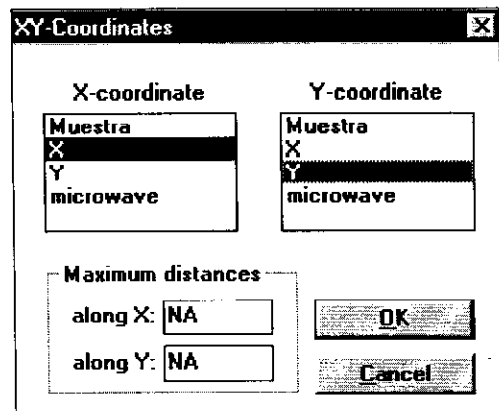 XY-Coordinates
X-coordinate Y-coordinate
Muestra Muestra
X X
Y Y
microwave microwave
Maximum distances
along X: NA OK
along Y: NA Cancel